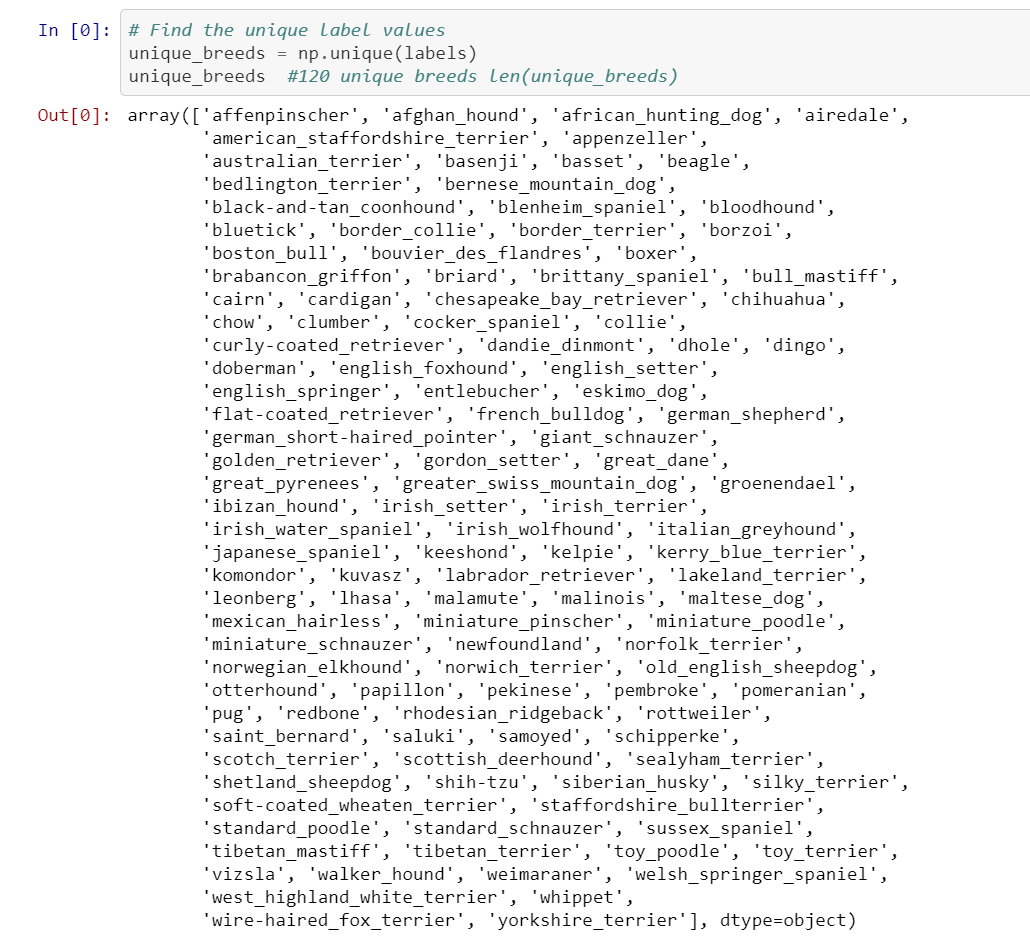 In [0]: # Find the unique label values
unique_breeds = np.unique(labels)
unique_breeds  #120 unique breeds len(unique_breeds)
Out[0]: array(['affenpinscher', 'afghan_hound', 'african_hunting_dog', 'airedale',
'american_staffordshire_terrier', 'appenzeller',
'australian_terrier', 'basenji', 'basset', 'beagle',
'bedlington_terrier', 'bernese_mountain_dog',
'black-and-tan_coonhound', 'blenheim_spaniel', 'bloodhound',
'bluetick', 'border_collie', 'border_terrier', 'borzoi',
'boston_bull', 'bouvier_des_flandres', 'boxer',
'brabancon_griffon', 'briard', 'brittany_spaniel', 'bull_mastiff',
'cairn', 'cardigan', 'chesapeake_bay_retriever', 'chihuahua',
'chow', 'clumber', 'cocker_spaniel', 'collie',
'curly-coated_retriever', 'dandie_dinmont', 'dhole', 'dingo',
'doberman', 'english_foxhound', 'english_setter',
'english_springer', 'entlebucher', 'eskimo_dog',
'flat-coated_retriever', 'french_bulldog', 'german_shepherd',
'german_short-haired_pointer', 'giant_schnauzer',
'golden_retriever', 'gordon_setter', 'great_dane',
'great_pyrenees', 'greater_swiss_mountain_dog', 'groenendael',
'ibizan_hound', 'irish_setter', 'irish_terrier',
'irish_water_spaniel', 'irish_wolfhound', 'italian_greyhound',
'japanese_spaniel', 'keeshond', 'kelpie', 'kerry_blue_terrier',
'komondor', 'kuvasz', 'labrador_retriever', 'lakeland_terrier',
'leonberg', 'lhasa', 'malamute', 'malinois', 'maltese_dog',
'mexican_hairless', 'miniature_pinscher', 'miniature_poodle',
'miniature_schnauzer', 'newfoundland', 'norfolk_terrier',
'norwegian_elkhound', 'norwich_terrier', 'old_english_sheepdog',
'otterhound', 'papillon', 'pekinese', 'pembroke', 'pomeranian',
'pug', 'redbone', 'rhodesian_ridgeback', 'rottweiler',
'saint_bernard', 'saluki', 'samoyed', 'schipperke',
'scotch_terrier', 'scottish_deerhound', 'sealyham_terrier',
'shetland_sheepdog', 'shih-tzu', 'siberian_husky', 'silky_terrier',
'soft-coated_wheaten_terrier', 'staffordshire_bullterrier',
'standard_poodle', 'standard_schnauzer', 'sussex_spaniel',
'tibetan_mastiff', 'tibetan_terrier', 'toy_poodle', 'toy_terrier',
'vizsla', 'walker_hound', 'weimaraner', 'welsh_springer_spaniel',
'west_highland_white_terrier', 'whippet',
'wire-haired_fox_terrier', 'yorkshire_terrier'], dtype=object)